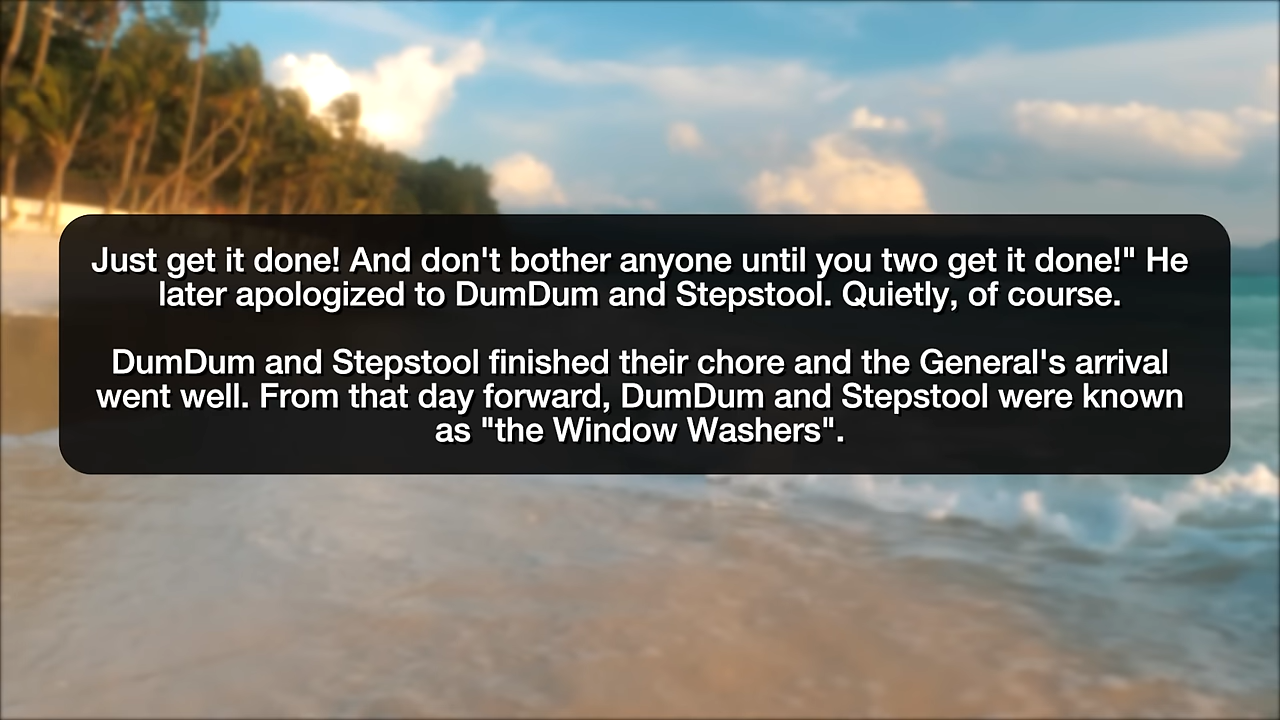 Just get it done! And don't bother anyone until you two get it done!" He
later apologized to DumDum and Stepstool. Quietly, of course.
DumDum and Stepstool finished their chore and the General's arrival
went well. From that day forward, DumDum and Stepstool were known
as "the Window Washers".